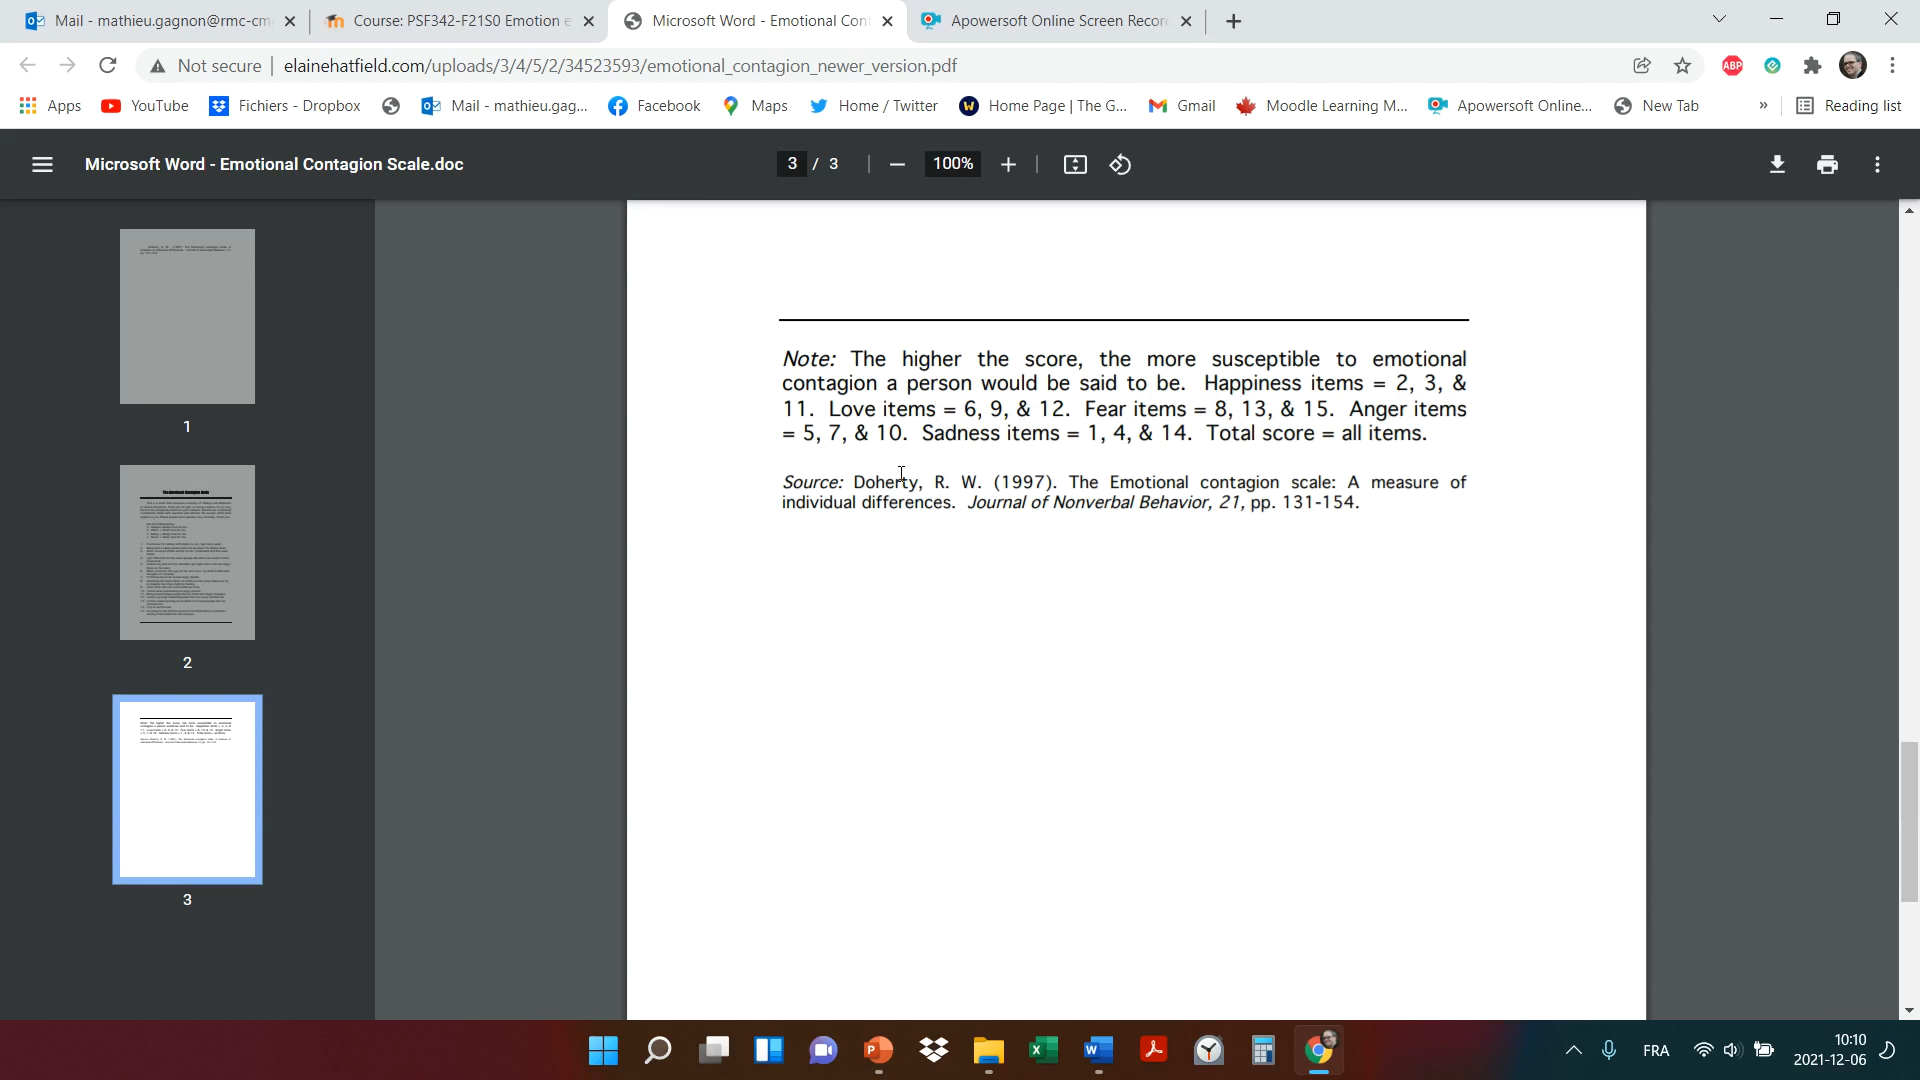 Mail - mathieu.gagnon@rmc-cm
Course: PSF342-F21S0 Emotion e
Microsoft Word - Emotional Cont
Apowersoft Online Screen Record
Not secure | elainehatfield.com/uploads/3/4/5/2/34523593/emotional_contagion_newer_version.pdf
ABP
Apps YouTube Fichiers - Dropbox Mail - mathieu.gag... Facebook Maps Home / Twitter Home Page | The G... Gmail Moodle Learning M... Apowersoft Online... New Tab » Reading list
Microsoft Word - Emotional Contagion Scale.doc
3 / 3
100%
1
2
3
Note: The higher the score, the more susceptible to emotional
contagion a person would be said to be. Happiness items = 2, 3, &
11. Love items = 6, 9, & 12. Fear items = 8, 13, & 15. Anger items
= 5, 7, & 10. Sadness items = 1, 4, & 14. Total score = all items.
Source: Doherty, R. W. (1997). The Emotional contagion scale: A measure of
individual differences. Journal of Nonverbal Behavior, 21, pp. 131-154.
FRA
10:10
2021-12-06